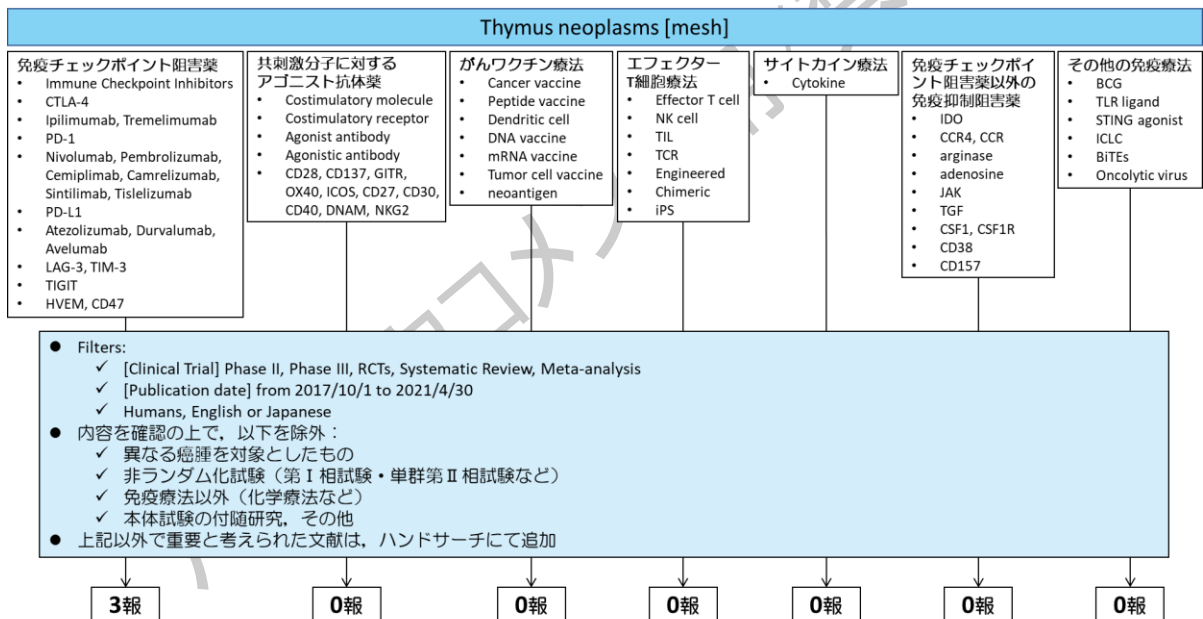 Thymus neoplasms [mesh]
免疫チェックポイント阻害薬
• Immune Checkpoint Inhibitors
• CTLA-4
• Ipilimumab, Tremelimumab
• PD-1
• Nivolumab, Pembrolizumab,
Cemiplimab, Camrelizumab,
Sintilimab, Tislelizumab
• PD-L1
• Atezolizumab, Durvalumab,
Avelumab
• LAG-3, TIM-3
• TIGIT
• HVEM, CD47
共刺激分子に対する
アゴニスト抗体薬
• Costimulatory molecule
• Costimulatory receptor
• Agonist antibody
• Agonistic antibody
• CD28, CD137, GITR,
OX40, ICOS, CD27, CD30,
CD40, DNAM, NKG2
がんワクチン療法
• Cancer vaccine
• Peptide vaccine
• Dendritic cell
• DNA vaccine
• mRNA vaccine
• Tumor cell vaccine
• neoantigen
エフェクター
T細胞療法
• Effector T cell
• NK cell
• TIL
• TCR
• Engineered
• Chimeric
• iPS
サイトカイン療法
• Cytokine
免疫チェックポイ
ント阻害薬以外の
免疫抑制阻害薬
• IDO
• CCR4, CCR
• arginase
• adenosine
• JAK
• TGF
• CSF1, CSF1R
• CD38
• CD157
その他の免疫療法
• BCG
• TLR ligand
• STING agonist
• ICLC
• BiTEs
• Oncolytic virus
● Filters:
✓ [Clinical Trial] Phase II, Phase III, RCTs, Systematic Review, Meta-analysis
✓ [Publication date] from 2017/10/1 to 2021/4/30
✓ Humans, English or Japanese
● 内容を確認の上で，以下を除外：
✓ 異なる癌腫を対象としたもの
✓ 非ランダム化試験（第Ⅰ相試験・単群第Ⅱ相試験など）
✓ 免疫療法以外（化学療法など）
✓ 本体試験の付随研究，その他
● 上記以外で重要と考えられた文献は，ハンドサーチにて追加
3報
0報
0報
0報
0報
0報
0報